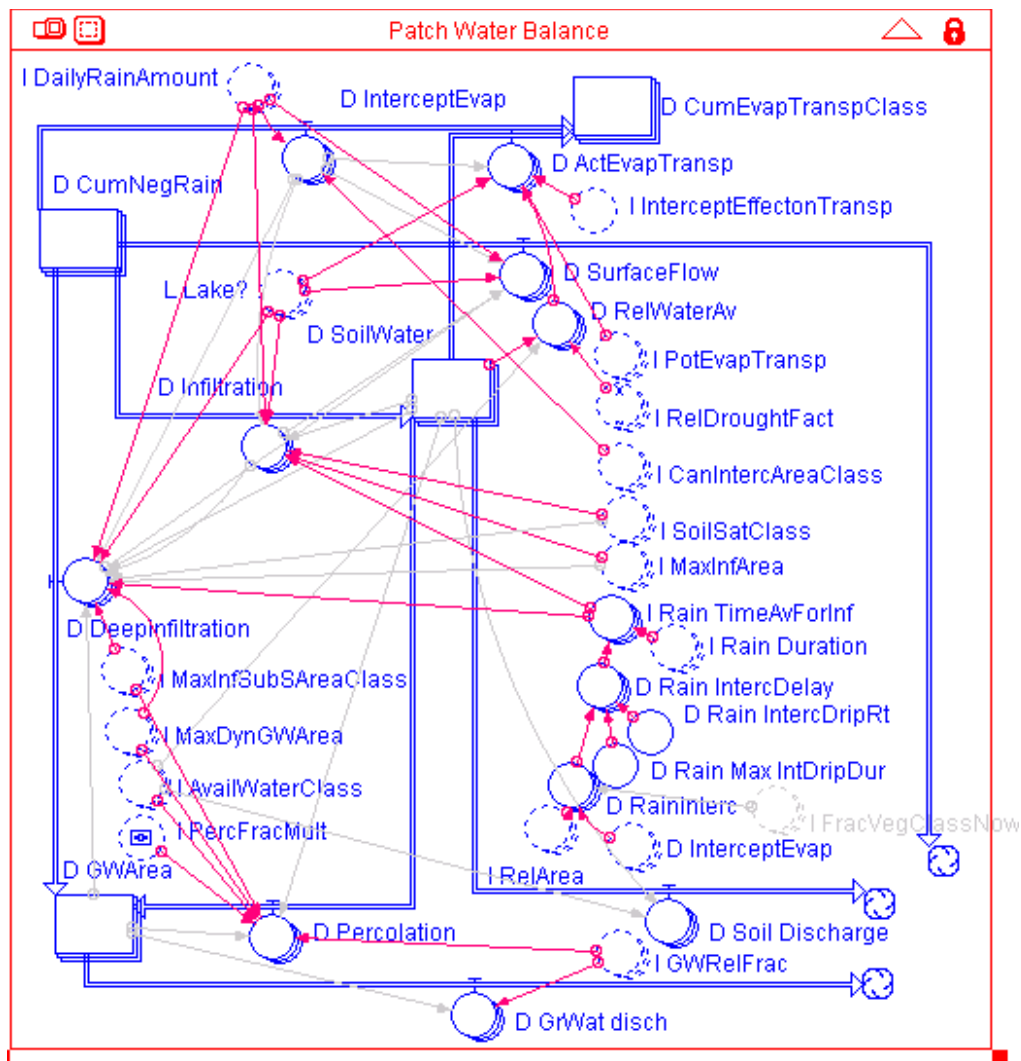 Patch Water Balance
I DailyRainAmount
D InterceptEvap
D CumEvapTranspClass
D ActEvapTransp
D CumNegRain
I InterceptEffectonTransp
D SurfaceFlow
L Lake?
D RelWaterAv
D SoilWater
I PotEvapTransp
D Infiltration
I RelDroughtFact
I CanIntercAreaClass
I SoilSatClass
I MaxInfArea
I Rain TimeAvForInf
D DeepInfiltration
I Rain Duration
I MaxInfSubSAreaClass
D Rain IntercDelay
D Rain IntercDripRt
I MaxDynGWArea
D Rain Max IntDripDur
I AvailWaterClass
D RainInterc
I FracVegClassNow
I PercFracMult
D InterceptEvap
D GWArea
I RelArea
D Percolation
D Soil Discharge
I GWRelFrac
D GrWat disch